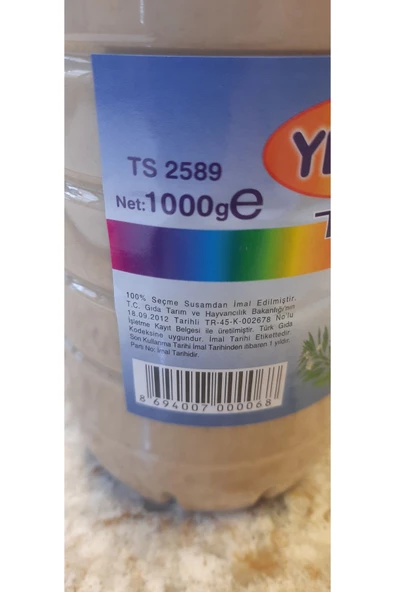 TS 2589
Net:1000g℮
100% Seçme Susamdan İmal Edilmiştir.
T.C. Gıda Tarım ve Hayvancılık Bakanlığı'nın
18.09.2012 Tarihli TR-45-K-002678 No'lu
İşletme Kayıt Belgesi ile üretilmiştir. Türk Gıda
Kodeksine uygundur. İmal Tarihi Etikettedir.
Son Kullanma Tarihi İmal Tarihinden itibaren 1 yıldır.
Parti No: İmal Tarihidir.
8 694007 000068